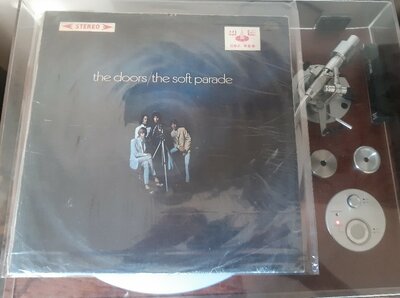 STEREO
the doors/the soft parade